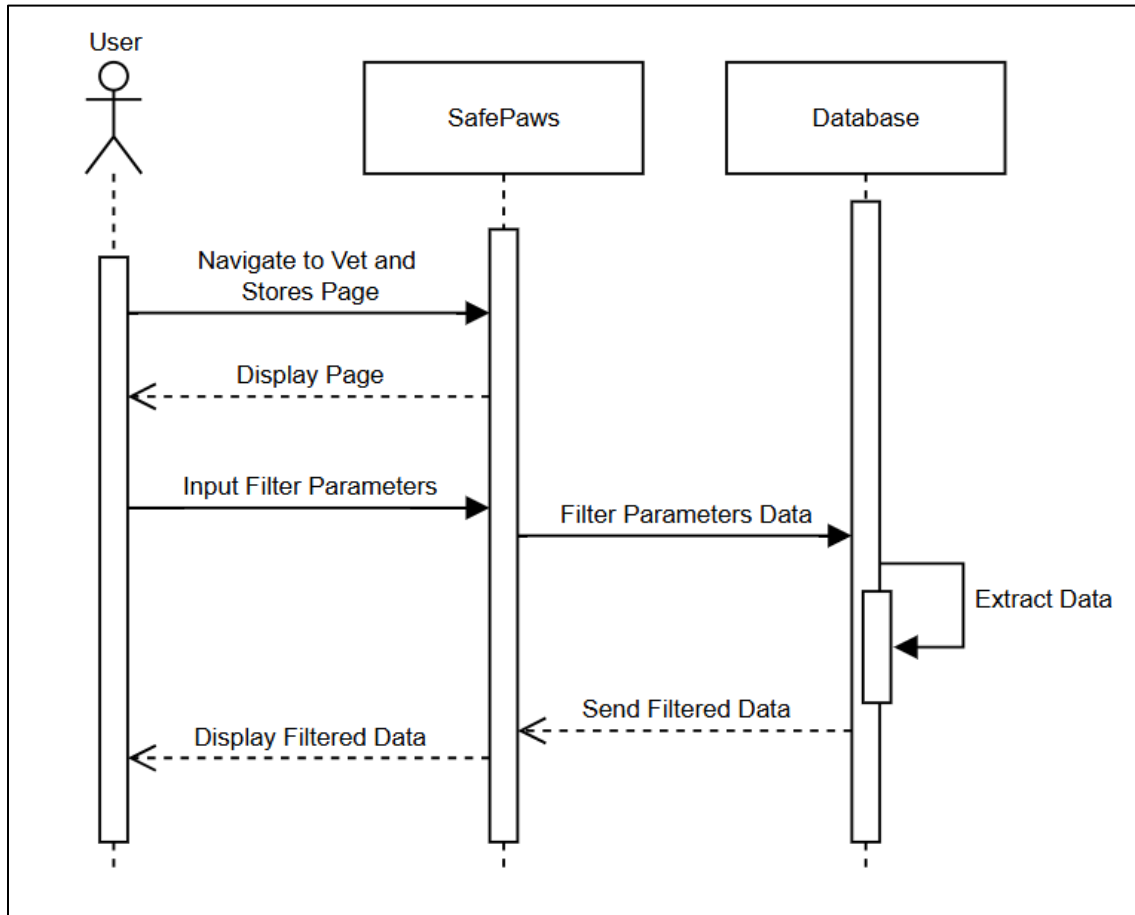 User
SafePaws
Database
Navigate to Vet and
Stores Page
Display Page
Input Filter Parameters
Filter Parameters Data
Extract Data
Send Filtered Data
Display Filtered Data